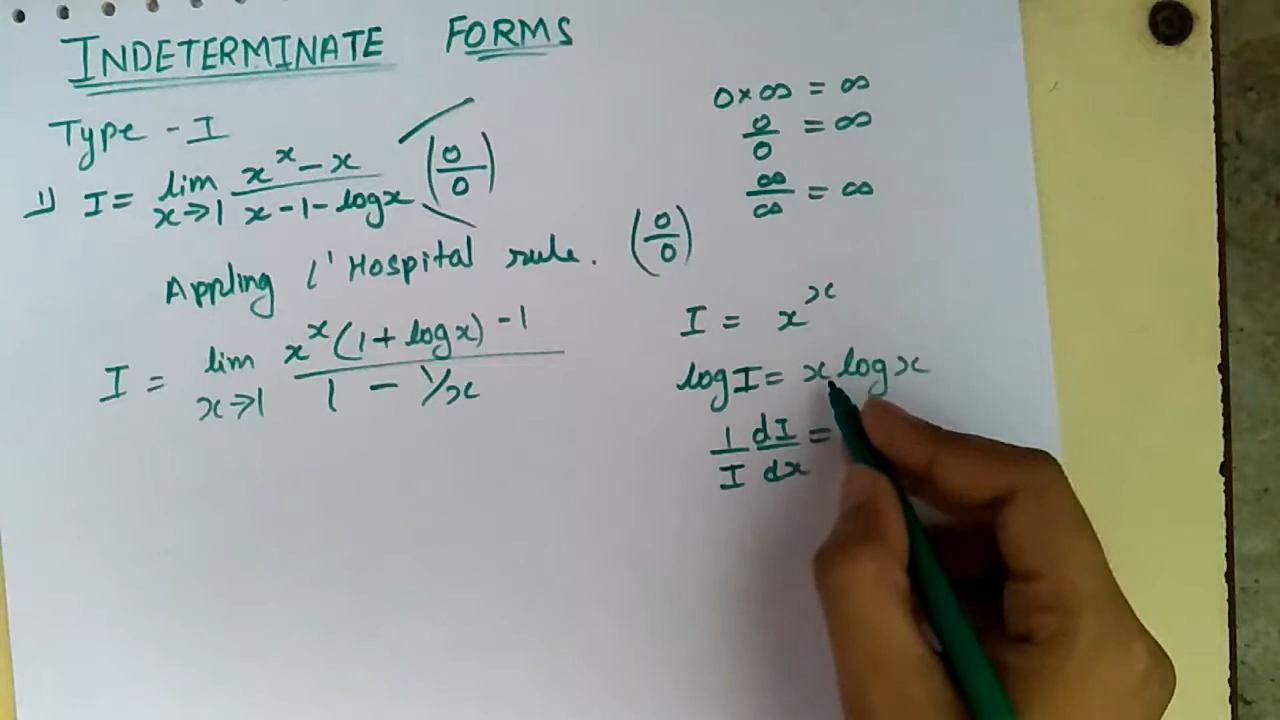 INDETERMINATE FORMS
Type - I
1) I = lim x→1 (x^x - x)/(x - 1 - log x) (0/0)
Appling l' Hospital rule. (0/0)
I = lim x→1 (x^x (1 + log x) - 1)/(1 - 1/x)
0 × ∞ = ∞
0/0 = ∞
∞/∞ = ∞
I = x^x
log I = x log x
1/I dI/dx =